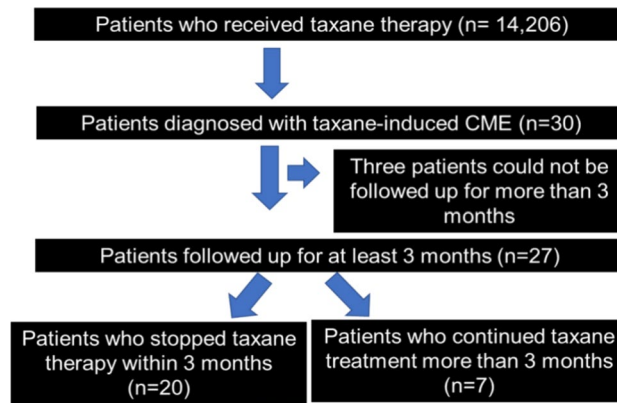 Patients who received taxane therapy (n= 14,206)
Patients diagnosed with taxane-induced CME (n=30)
Three patients could not be
followed up for more than 3
months
Patients followed up for at least 3 months (n=27)
Patients who stopped taxane
therapy within 3 months
(n=20)
Patients who continued taxane
treatment more than 3 months
(n=7)